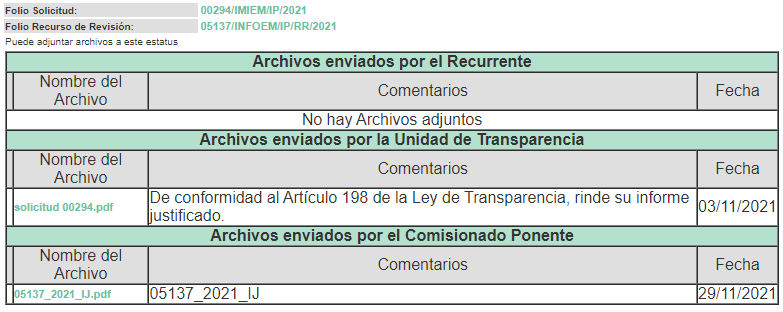 Folio Solicitud: 00294/IMIEM/IP/2021
Folio Recurso de Revisión: 05137/INFOEM/IP/RR/2021
Puede adjuntar archivos a este estatus
Archivos enviados por el Recurrente
Nombre del Archivo Comentarios Fecha
No hay Archivos adjuntos
Archivos enviados por la Unidad de Transparencia
Nombre del Archivo Comentarios Fecha
solicitud 00294.pdf De conformidad al Artículo 198 de la Ley de Transparencia, rinde su informe justificado. 03/11/2021
Archivos enviados por el Comisionado Ponente
Nombre del Archivo Comentarios Fecha
05137_2021_IJ.pdf 05137_2021_IJ 29/11/2021